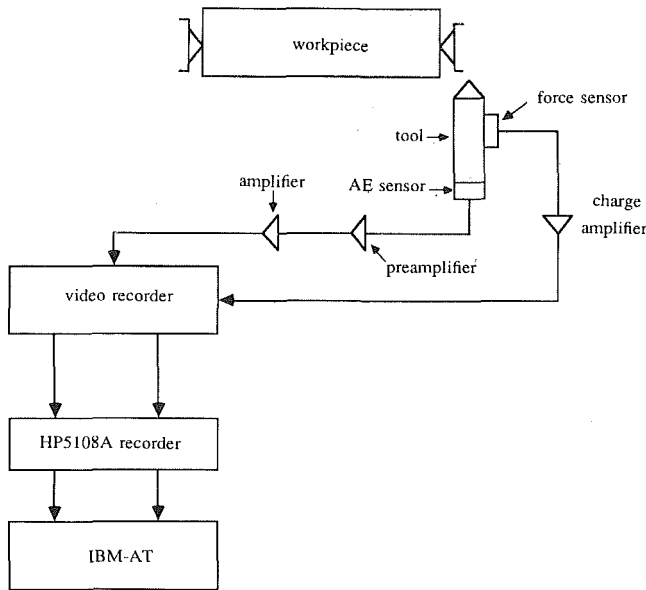 workpiece
force sensor
tool
AE sensor
amplifier
charge
amplifier
preamplifier
video recorder
HP5108A recorder
IBM-AT